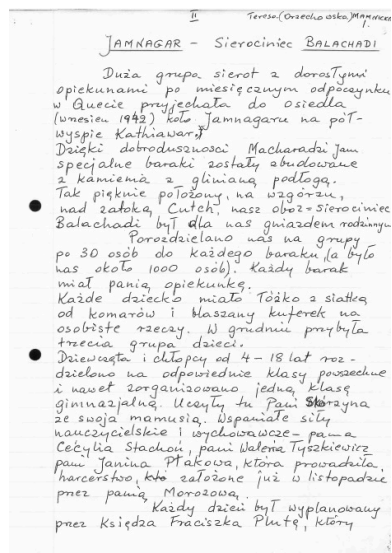 II
Teresa (Orzechowska) MAMNICKA
JAMNAGAR – Sierociniec BALACHADI
Duża grupa sierot z dorosłymi
opiekunami po miesięcznym odpoczynku
w Quecie przyjechała do osiedla
(wrzesień 1942) koło Jamnagaru na pół-
wyspie Kathiawar.
Dzięki dobroduszności Macharadzi Jam
specjalne baraki zostały zbudowane
z kamienia z glinianą podłogą.
Tak pięknie położony, na wzgórzu,
nad zatoką Cutch, nasz obóz-sierociniec
Balachadi był dla nas gniazdem rodzinnym
Porozdzielano nas na grupy
po 30 osób do każdego baraku, (a było
nas około 1000 osób). Każdy barak
miał panią opiekunkę.
Każde dziecko miało łóżko z siatką
od komarów i blaszany kuferek na
osobiste rzeczy. W grudniu przybyła
trzecia grupa dzieci.
Dziewczęta i chłopcy od 4–18 lat roz-
dzielono na odpowiednie klasy powszechne
i nawet zorganizowano jedną klasę
gimnazjalną. Uczyły tu Pani Skórzyna
ze swoją mamusią. Wspaniałe siły
nauczycielskie i wychowawcze – panna
Cecylia Stachoń, pani Waleria Tyszkiewicz
pani Janina Ptakowa, która prowadziła
harcerstwo, któ założone już w listopadzie
przez panią Morozową.
Każdy dzień był wyplanowany
przez Księdza Fraciszka Plutę, który